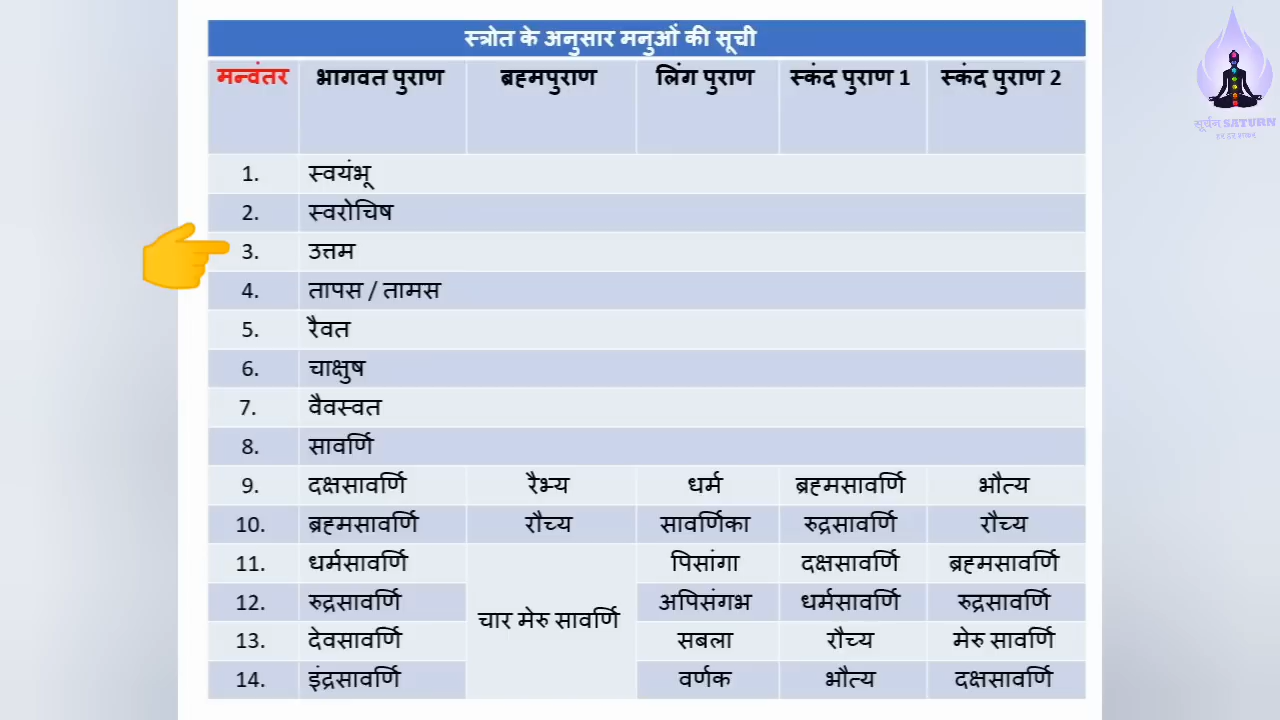 स्त्रोत के अनुसार मनुओं की सूची
मन्वंतर भागवत पुराण ब्रह्मपुराण लिंग पुराण स्कंद पुराण 1 स्कंद पुराण 2
1. स्वयंभू
2. स्वरोचिष
3. उत्तम
4. तापस / तामस
5. रैवत
6. चाक्षुष
7. वैवस्वत
8. सावर्णि
9. दक्षसावर्णि रैभ्य धर्म ब्रह्मसावर्णि भौत्य
10. ब्रह्मसावर्णि रौच्य सावर्णिका रुद्रसावर्णि रौच्य
11. धर्मसावर्णि पिसांगा दक्षसावर्णि ब्रह्मसावर्णि
12. रुद्रसावर्णि चार मेरु सावर्णि अपिसंगभ धर्मसावर्णि रुद्रसावर्णि
13. देवसावर्णि सबला रौच्य मेरु सावर्णि
14. इंद्रसावर्णि वर्णक भौत्य दक्षसावर्णि
SATURN